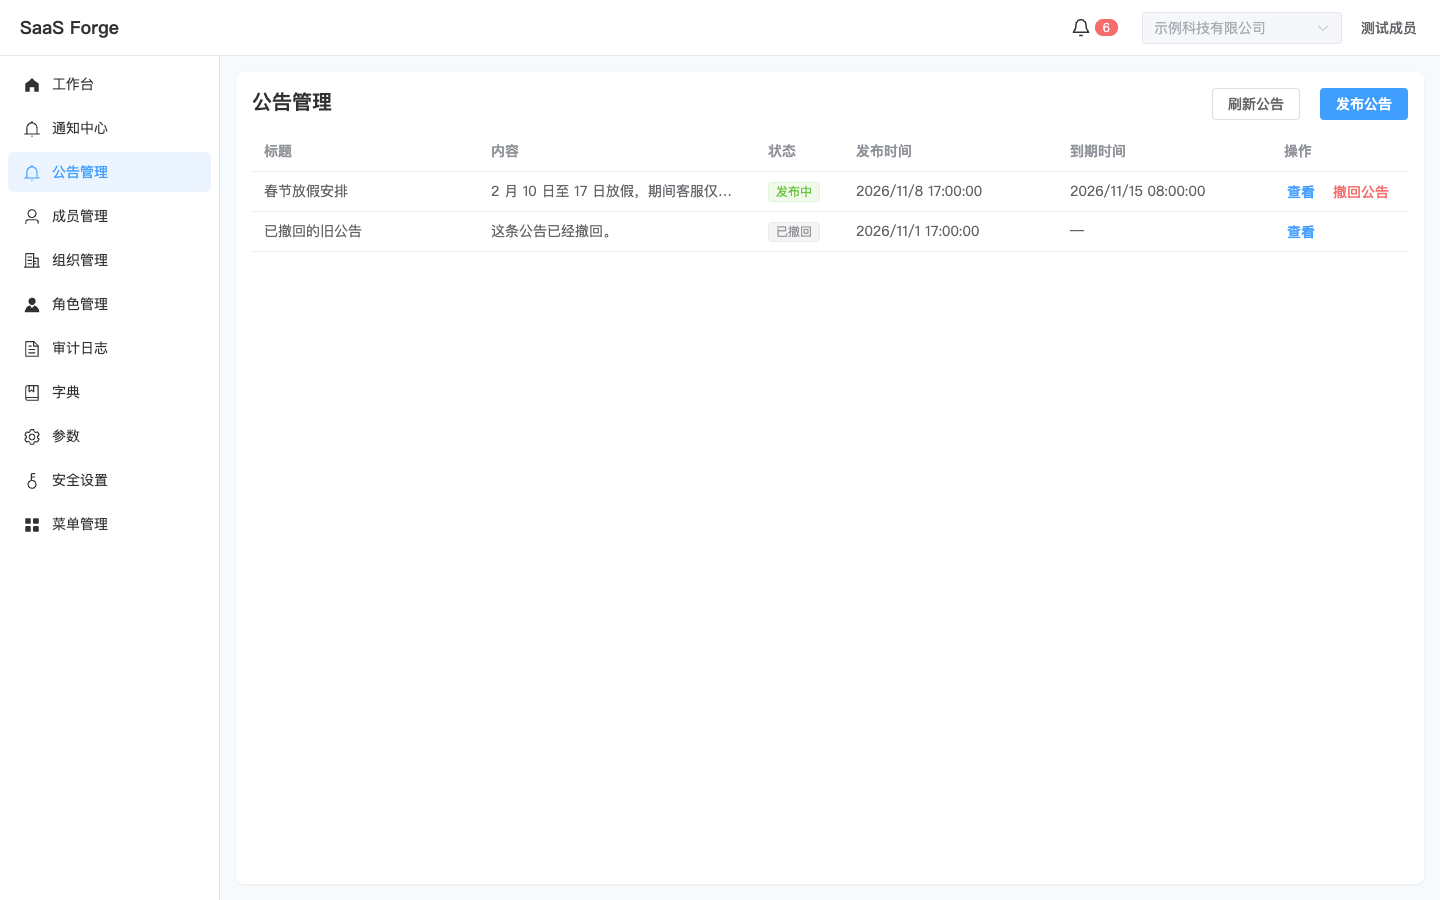 SaaS Forge
6
示例科技有限公司
测试成员
工作台
通知中心
公告管理
成员管理
组织管理
角色管理
审计日志
字典
参数
安全设置
菜单管理
公告管理
刷新公告
发布公告
标题 内容 状态 发布时间 到期时间 操作
春节放假安排 2 月 10 日至 17 日放假，期间客服仅... 发布中 2026/11/8 17:00:00 2026/11/15 08:00:00 查看 撤回公告
已撤回的旧公告 这条公告已经撤回。 已撤回 2026/11/1 17:00:00 — 查看